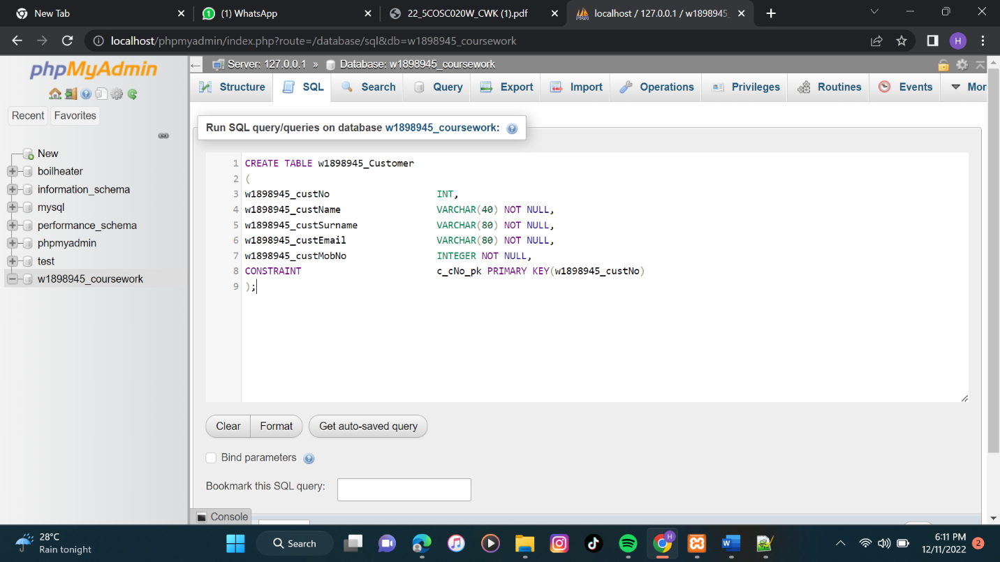 New Tab
(1) WhatsApp
22_5COSC020W_CWK (1).pdf
localhost / 127.0.0.1 / w1898945_
localhost/phpmyadmin/index.php?route=/database/sql&db=w1898945_coursework
H
phpMyAdmin
Recent
Favorites
New
boilheater
information_schema
mysql
performance_schema
phpmyadmin
test
w1898945_coursework
Server: 127.0.0.1 » Database: w1898945_coursework
Structure
SQL
Search
Query
Export
Import
Operations
Privileges
Routines
Events
Mor
Run SQL query/queries on database w1898945_coursework:
1 CREATE TABLE w1898945_Customer
2 (
3 w1898945_custNo INT,
4 w1898945_custName VARCHAR(40) NOT NULL,
5 w1898945_custSurname VARCHAR(80) NOT NULL,
6 w1898945_custEmail VARCHAR(80) NOT NULL,
7 w1898945_custMobNo INTEGER NOT NULL,
8 CONSTRAINT c_cNo_pk PRIMARY KEY(w1898945_custNo)
9 );
Clear
Format
Get auto-saved query
Bind parameters
Bookmark this SQL query:
Console
28°C
Rain tonight
Search
H
6:11 PM
12/11/2022
2